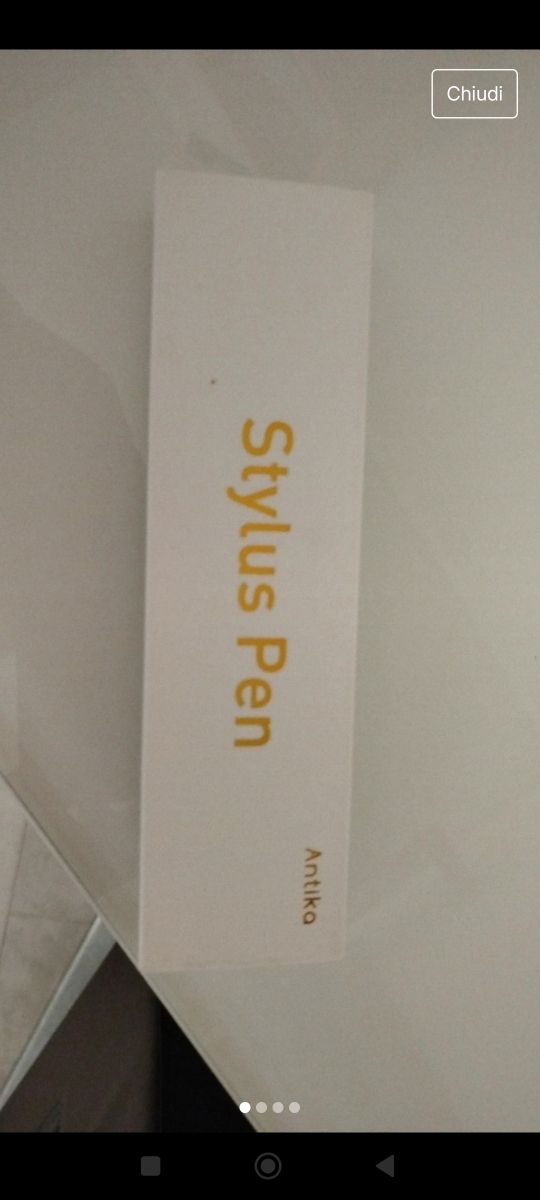 Chiudi
Stylus Pen
Antika